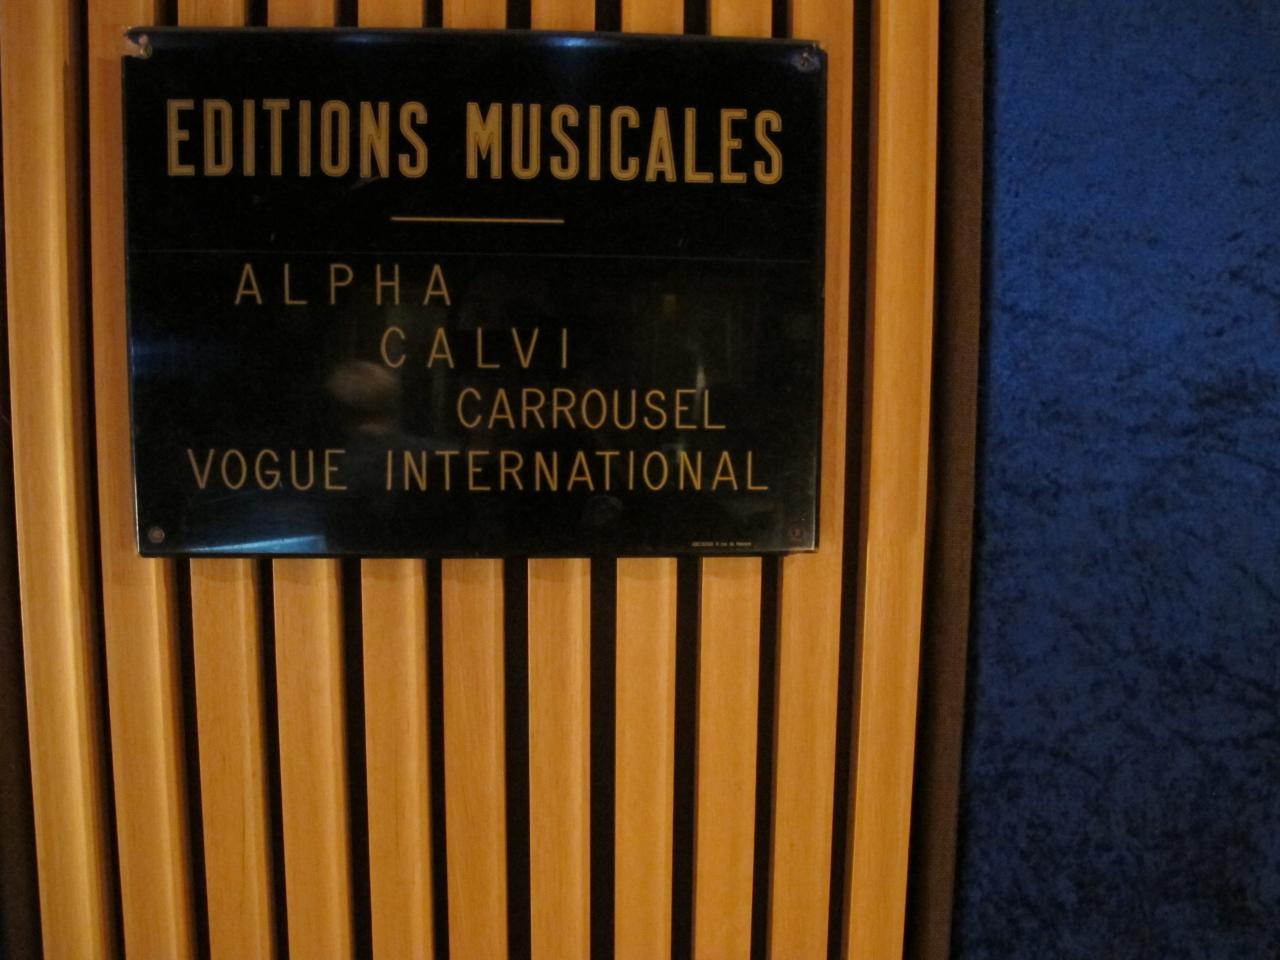 EDITIONS MUSICALES
ALPHA
CALVI
CARROUSEL
VOGUE INTERNATIONAL